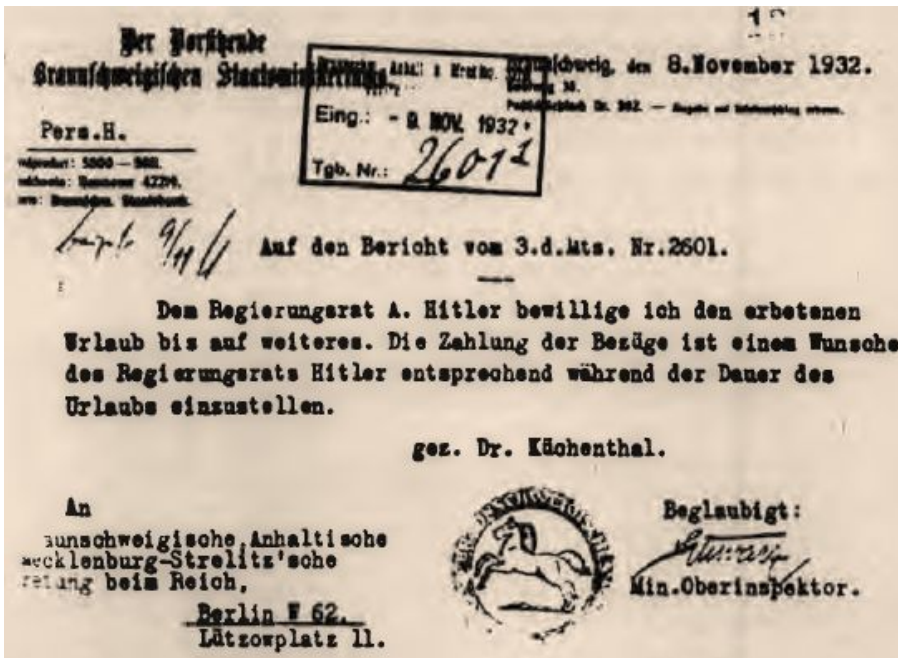 Der Vorsitzende
Braunschweigischen Staatsministeriums
Braunschweig, den 8.November 1932.
Eing.: - 9. NOV. 1932
Tgb. Nr.: 2601
Pers.H.
Auf den Bericht vom 3.d.Mts. Nr.2601.
Dem Regierungsrat A. Hitler bewillige ich den erbetenen
Urlaub bis auf weiteres. Die Zahlung der Bezüge ist einem Wunsche
des Regierungsrats Hitler entsprechend während der Dauer des
Urlaubs einzustellen.
gez. Dr. Küchenthal.
An
aunschweigische,Anhaltische
ecklenburg-Strelitz'sche
retung beim Reich,
Berlin W 62.
Lützowplatz 11.
Beglaubigt:
Min.Oberinspektor.